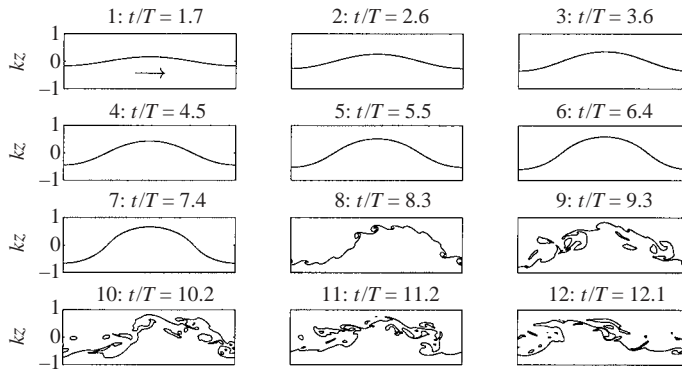 1: t/T = 1.7 2: t/T = 2.6 3: t/T = 3.6
1
kz 0
–1
4: t/T = 4.5 5: t/T = 5.5 6: t/T = 6.4
1
kz 0
–1
7: t/T = 7.4 8: t/T = 8.3 9: t/T = 9.3
1
kz 0
–1
10: t/T = 10.2 11: t/T = 11.2 12: t/T = 12.1
1
kz 0
–1